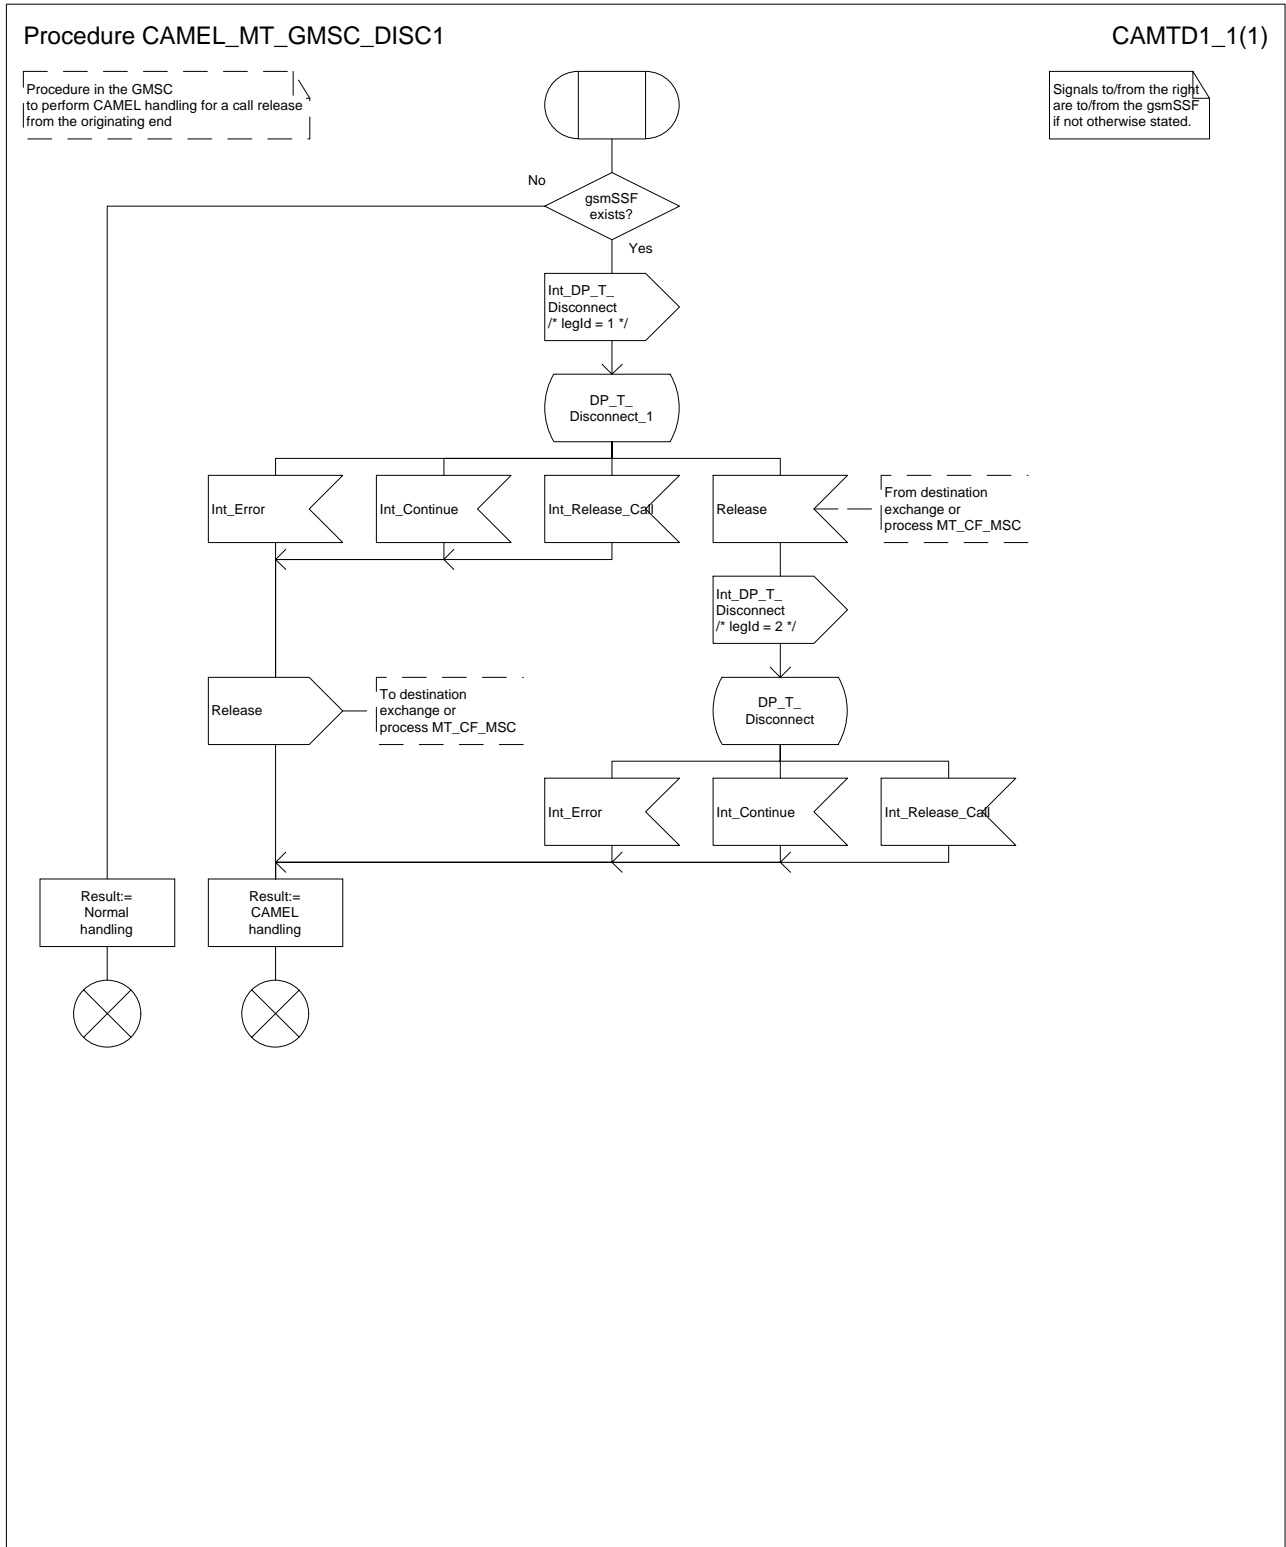 Procedure CAMEL_MT_GMSC_DISC1
CAMTD1_1(1)
Procedure in the GMSC
to perform CAMEL handling for a call release
from the originating end
Signals to/from the right
are to/from the gsmSSF
if not otherwise stated.
No
gsmSSF
exists?
Yes
Int_DP_T_
Disconnect
/* legId = 1 */
DP_T_
Disconnect_1
Int_Error
Int_Continue
Int_Release_Call
Release
From destination
exchange or
process MT_CF_MSC
Int_DP_T_
Disconnect
/* legId = 2 */
Release
To destination
exchange or
process MT_CF_MSC
DP_T_
Disconnect
Int_Error
Int_Continue
Int_Release_Call
Result:=
Normal
handling
Result:=
CAMEL
handling